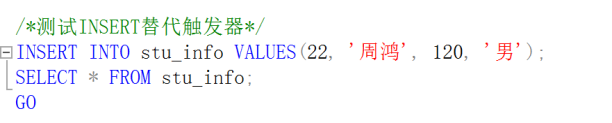 /*测试INSERT替代触发器*/
INSERT INTO stu_info VALUES(22, '周鸿', 120, '男');
SELECT * FROM stu_info;
GO